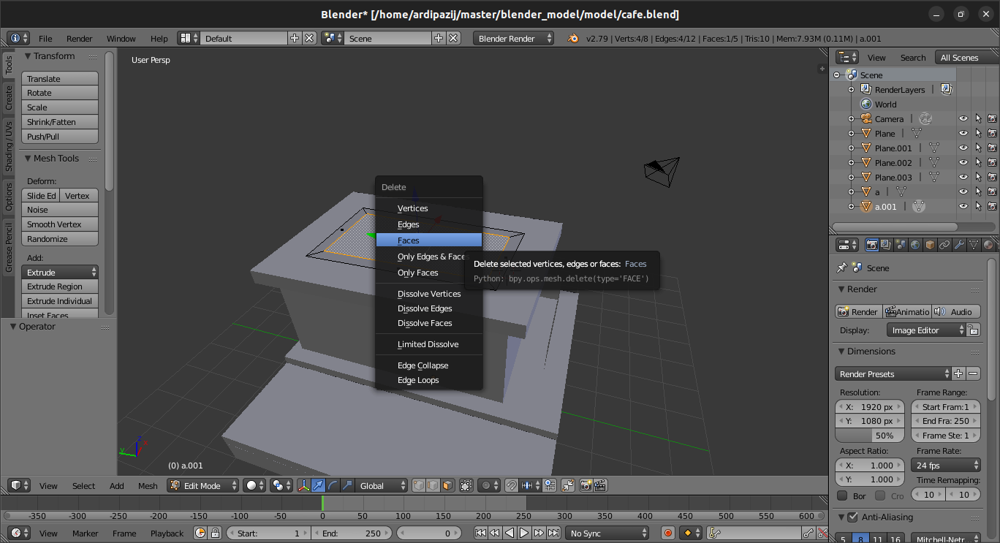 Blender* [/home/ardipazij/master/blender_model/model/cafe.blend]
File Render Window Help Default Scene Blender Render v2.79 | Verts:4/8 | Edges:4/12 | Faces:1/5 | Tris:10 | Mem:7.93M (0.11M) | a.001
Tools
Create
Shading / UVs
Options
Grease Pencil
Transform
Translate
Rotate
Scale
Shrink/Fatten
Push/Pull
Mesh Tools
Deform:
Slide Ed Vertex
Noise
Smooth Vertex
Randomize
Add:
Extrude
Extrude Region
Extrude Individual
Inset Faces
Operator
User Persp
Delete
Vertices
Edges
Faces
Only Edges & Face
Only Faces
Dissolve Vertices
Dissolve Edges
Dissolve Faces
Limited Dissolve
Edge Collapse
Edge Loops
Delete selected vertices, edges or faces: Faces
Python: bpy.ops.mesh.delete(type='FACE')
z
x
y
(0) a.001
View Select Add Mesh Edit Mode Global
-350 -300 -250 -200 -150 -100 -50 0 50 100 150 200 250 300 350 400 450 500 550 600
View Marker Frame Playback Start: 1 End: 250 0 No Sync
View Search All Scenes
Scene
RenderLayers |
World
Camera |
Plane |
Plane.001 |
Plane.002 |
Plane.003 |
a |
a.001 |
Scene
Render
Render Animatio Audio
Display: Image Editor
Dimensions
Render Presets
Resolution: Frame Range:
X: 1920 px Start Fram:1
Y: 1080 px End Fra: 250
50% Frame Ste: 1
Aspect Ratio: Frame Rate:
X: 1.000 24 fps
Y: 1.000 Time Remapping:
Bor Cro 10 10
Anti-Aliasing
5 8 11 16 Mitchell-Netr...